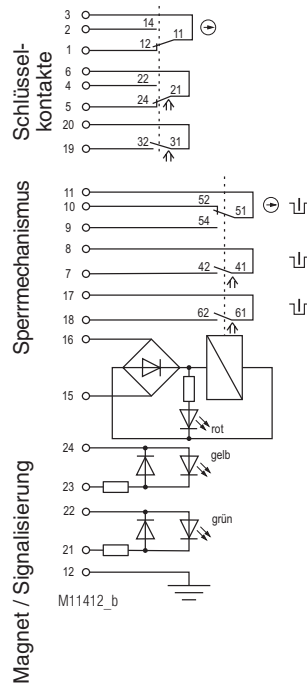 Schlüssel-
kontakte
3
2 14
11
1 12
6
4 22
21
5 24
20
19 32 31
Sperrmechanismus
11
10 52
51
9 54
8
7 42 41
17
18 62 61
16
15
rot
Magnet / Signalisierung
24
gelb
23
22
grün
21
12
M11412_b